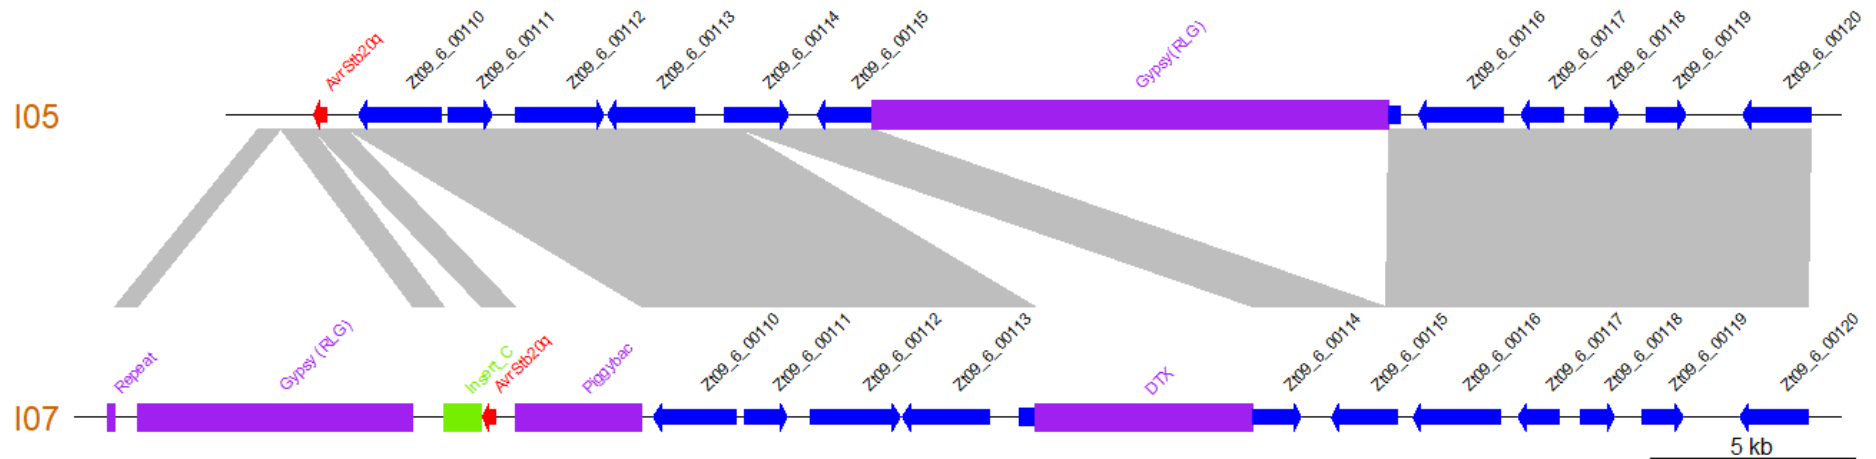 I05
AvrStb20q
Zt09_6_00110
Zt09_6_00111
Zt09_6_00112
Zt09_6_00113
Zt09_6_00114
Zt09_6_00115
Gypsy(RLG)
Zt09_6_00116
Zt09_6_00117
Zt09_6_00118
Zt09_6_00119
Zt09_6_00120
I07
Repeat
Gypsy (RLG)
Insert_C
AvrStb20q
Piggybac
Zt09_6_00110
Zt09_6_00111
Zt09_6_00112
Zt09_6_00113
DTX
Zt09_6_00114
Zt09_6_00115
Zt09_6_00116
Zt09_6_00117
Zt09_6_00118
Zt09_6_00119
Zt09_6_00120
5 kb